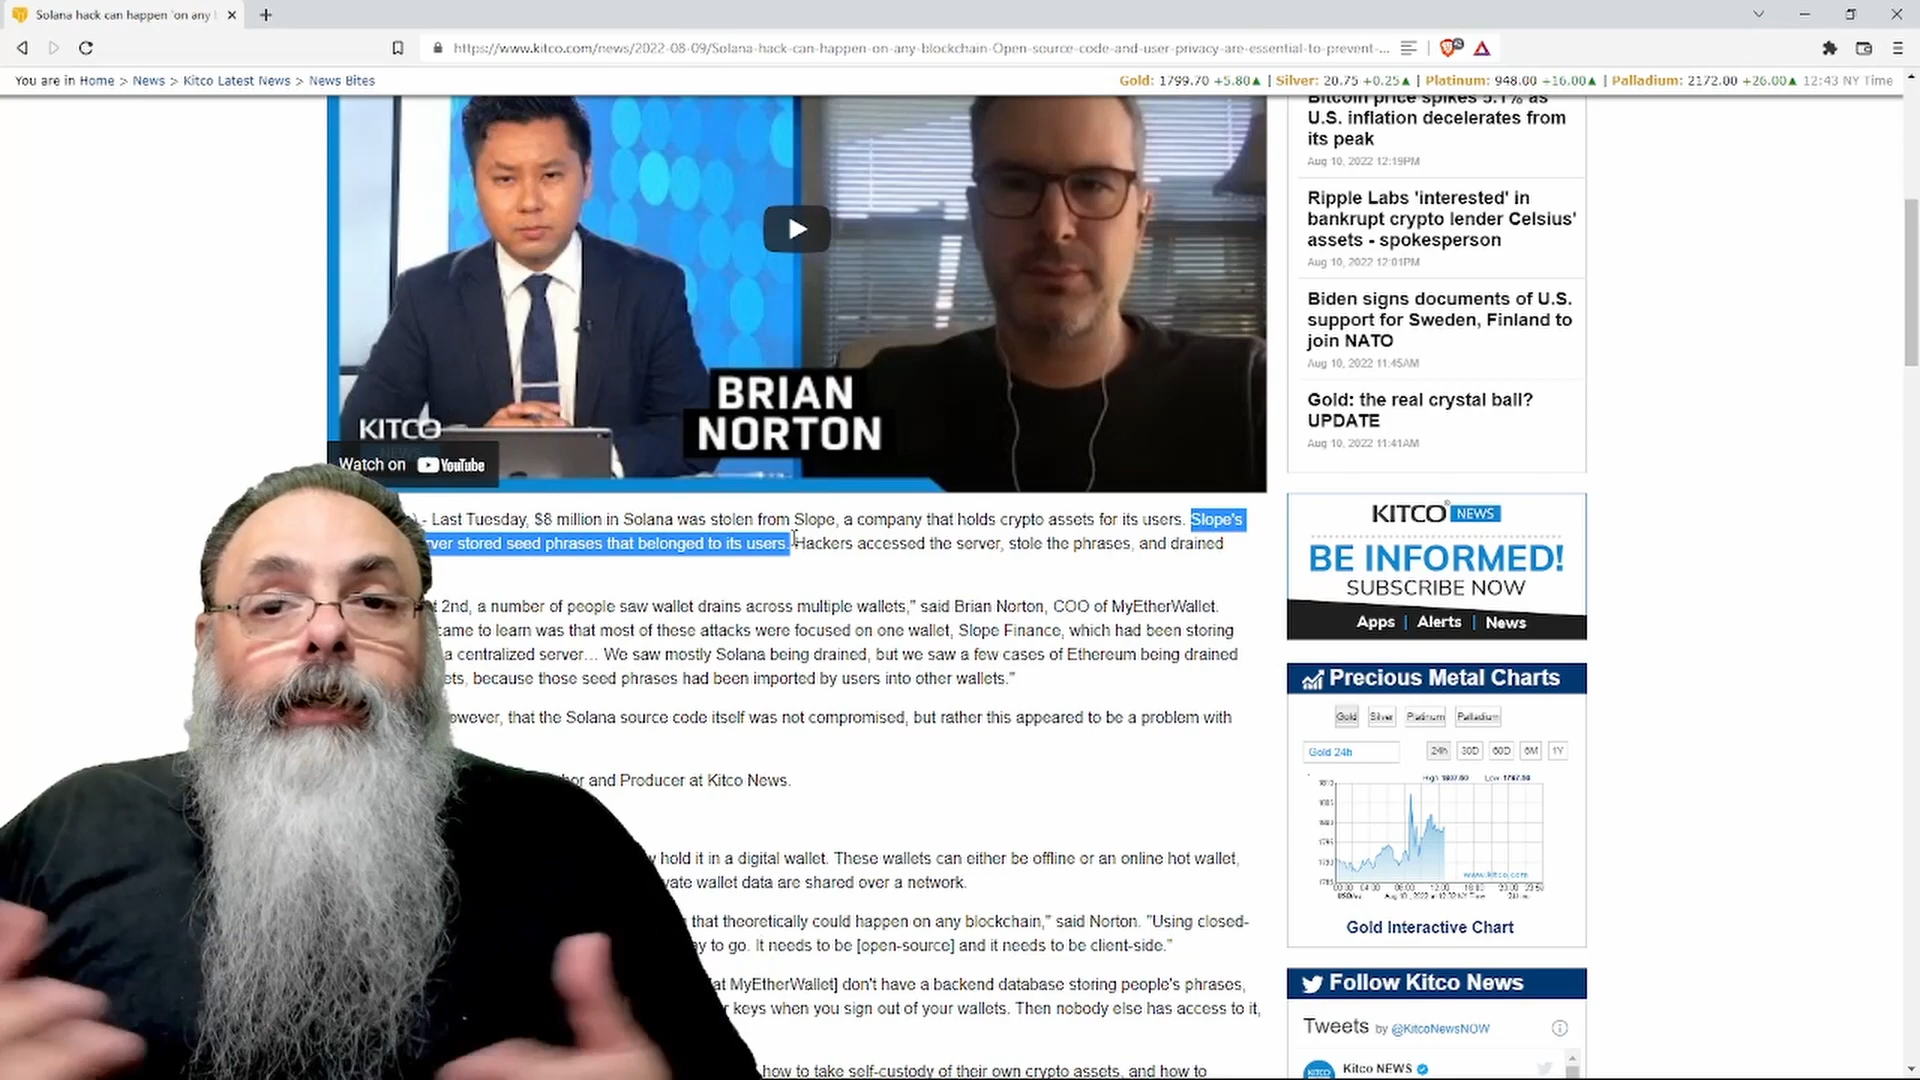 Solana hack can happen 'on any
https://www.kitco.com/news/2022-08-09/Solana-hack-can-happen-on-any-blockchain-Open-source-code-and-user-privacy-are-essential-to-prevent-...
You are in Home > News > Kitco Latest News > News Bites
Gold: 1799.70 +5.80▲ | Silver: 20.75 +0.25▲ | Platinum: 948.00 +16.00▲ | Palladium: 2172.00 +26.00▲ 12:43 NY Time
KITCO
BRIAN
NORTON
Watch on YouTube
- Last Tuesday, $8 million in Solana was stolen from Slope, a company that holds crypto assets for its users. Slope's
stored seed phrases that belonged to its users. Hackers accessed the server, stole the phrases, and drained
2nd, a number of people saw wallet drains across multiple wallets," said Brian Norton, COO of MyEtherWallet.
came to learn was that most of these attacks were focused on one wallet, Slope Finance, which had been storing
a centralized server… We saw mostly Solana being drained, but we saw a few cases of Ethereum being drained
because those seed phrases had been imported by users into other wallets."
that the Solana source code itself was not compromised, but rather this appeared to be a problem with
and Producer at Kitco News.
hold it in a digital wallet. These wallets can either be offline or an online hot wallet,
wallet data are shared over a network.
that theoretically could happen on any blockchain," said Norton. "Using closed-
to go. It needs to be [open-source] and it needs to be client-side."
at MyEtherWallet] don't have a backend database storing people's phrases,
keys when you sign out of your wallets. Then nobody else has access to it,
how to take self-custody of their own crypto assets, and how to
Bitcoin price spikes 5.1% as
U.S. inflation decelerates from
its peak
Aug 10, 2022 12:19PM
Ripple Labs 'interested' in
bankrupt crypto lender Celsius'
assets - spokesperson
Aug 10, 2022 12:01PM
Biden signs documents of U.S.
support for Sweden, Finland to
join NATO
Aug 10, 2022 11:45AM
Gold: the real crystal ball?
UPDATE
Aug 10, 2022 11:41AM
KITCO NEWS
BE INFORMED!
SUBSCRIBE NOW
Apps | Alerts | News
Precious Metal Charts
Gold Silver Platinum Palladium
Gold 24h 24h 30D 60D 6M 1Y
www.kitco.com
Gold Interactive Chart
Follow Kitco News
Tweets by @KitcoNewsNOW
KITCO
Kitco NEWS